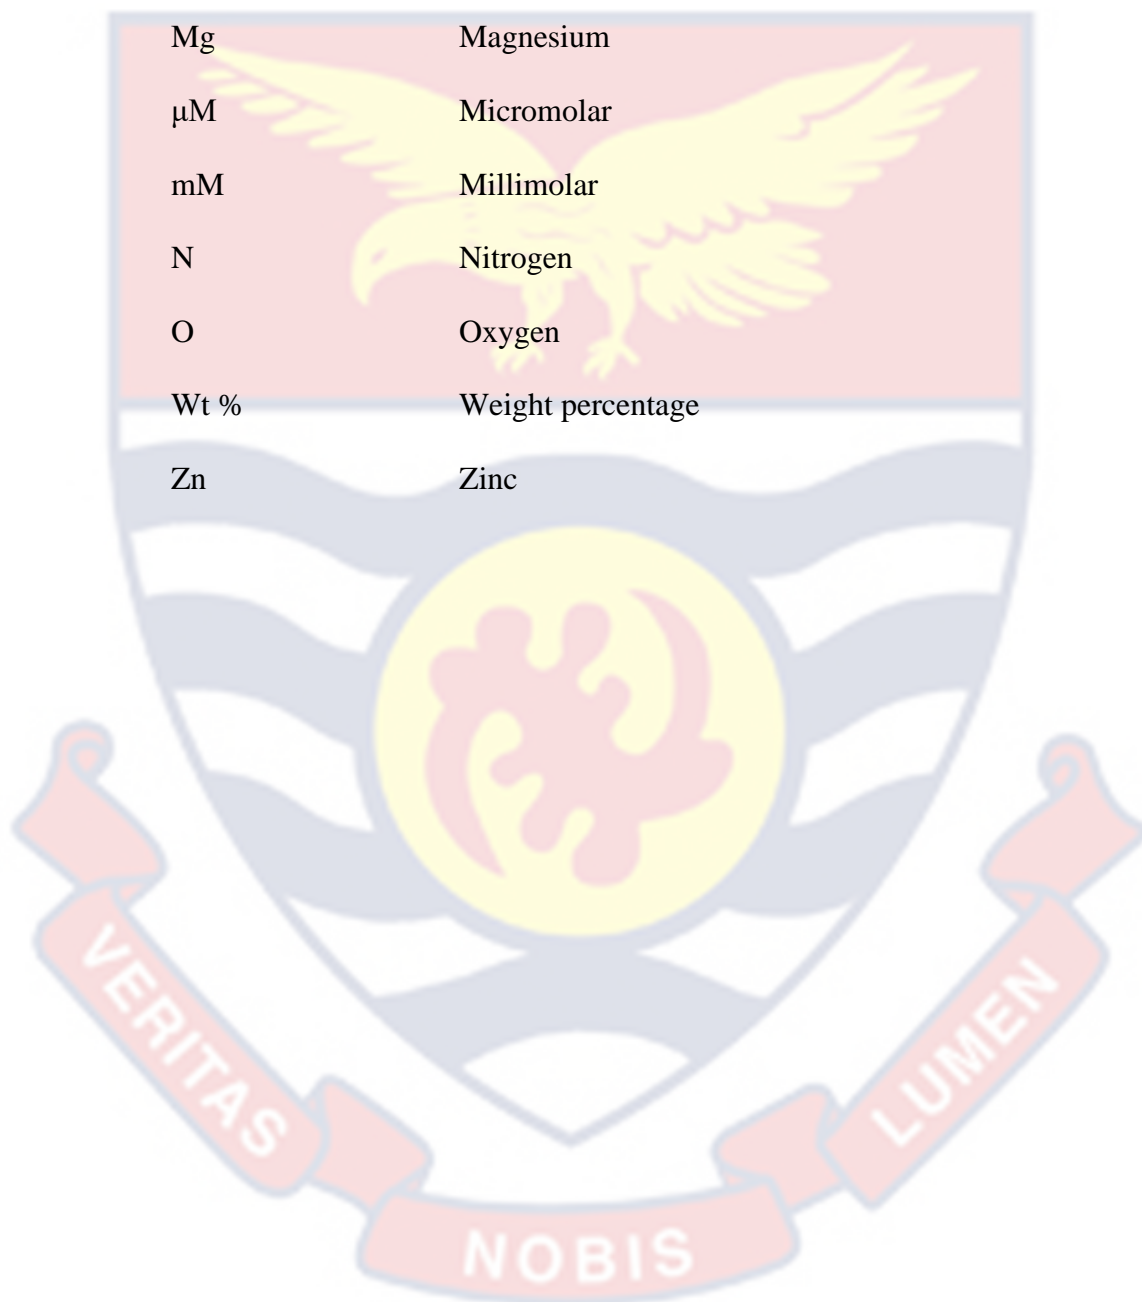 Mg Magnesium
μM Micromolar
mM Millimolar
N Nitrogen
O Oxygen
Wt % Weight percentage
Zn Zinc
VERITAS NOBIS LUMEN